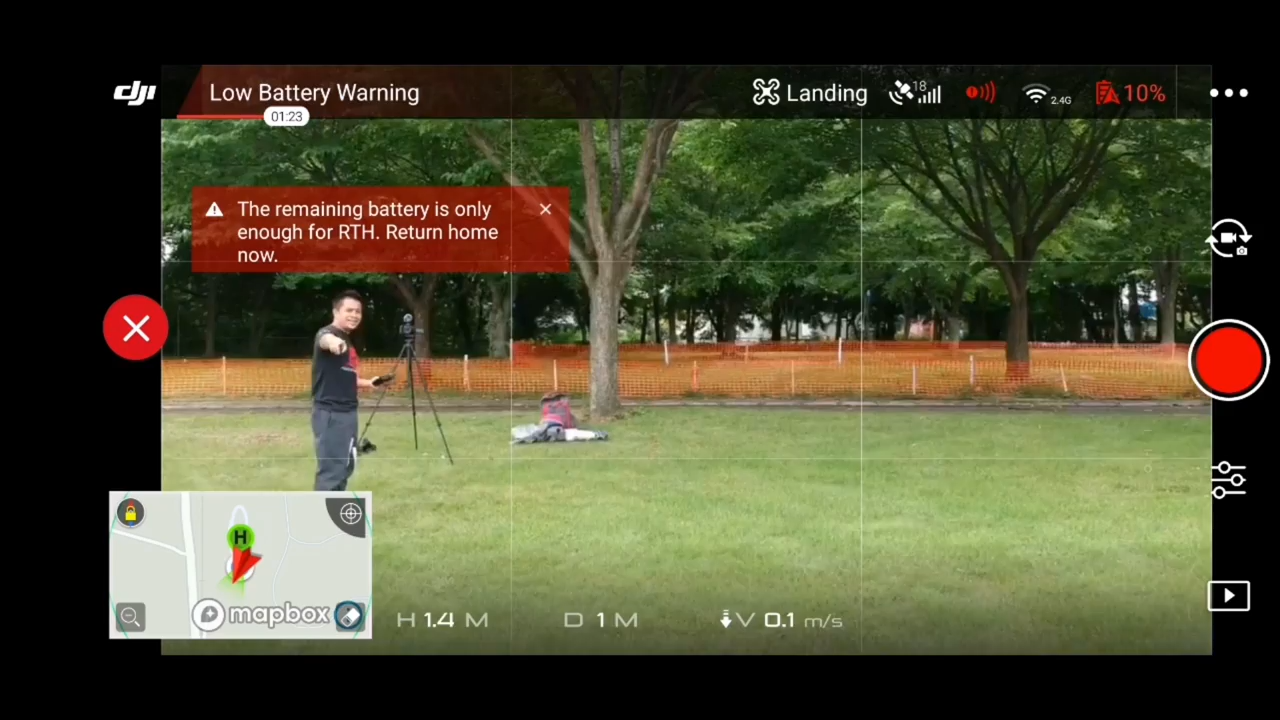 dji
Low Battery Warning
Landing
18
2.4G
10%
01:23
The remaining battery is only
enough for RTH. Return home
now.
H
mapbox
H 1.4 M
D 1 M
V 0.1 m/s